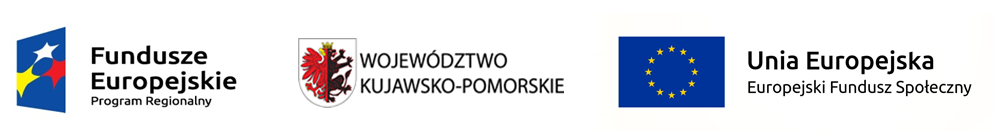 Fundusze
Europejskie
Program Regionalny
WOJEWÓDZTWO
KUJAWSKO-POMORSKIE
Unia Europejska
Europejski Fundusz Społeczny